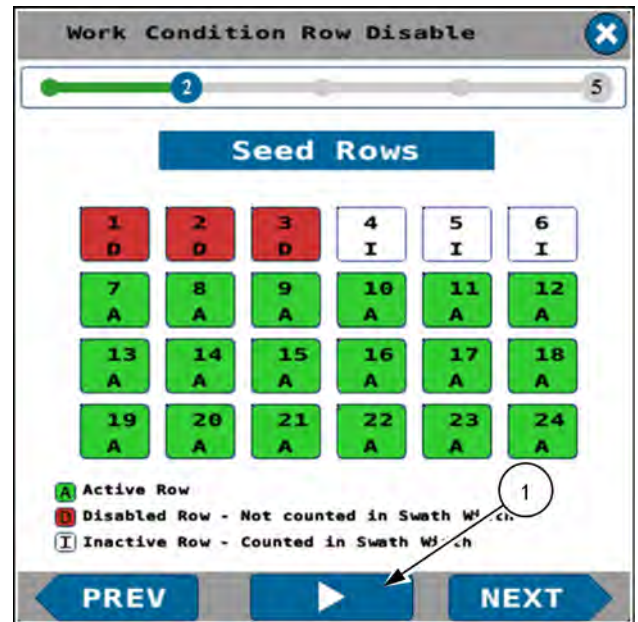 Work Condition Row Disable
2 5
Seed Rows
1 2 3 4 5 6
D D D I I I
7 8 9 10 11 12
A A A A A A
13 14 15 16 17 18
A A A A A A
19 20 21 22 23 24
A A A A A A
A Active Row
1
D Disabled Row - Not counted in Swath
I Inactive Row - Counted in Swath
PREV NEXT